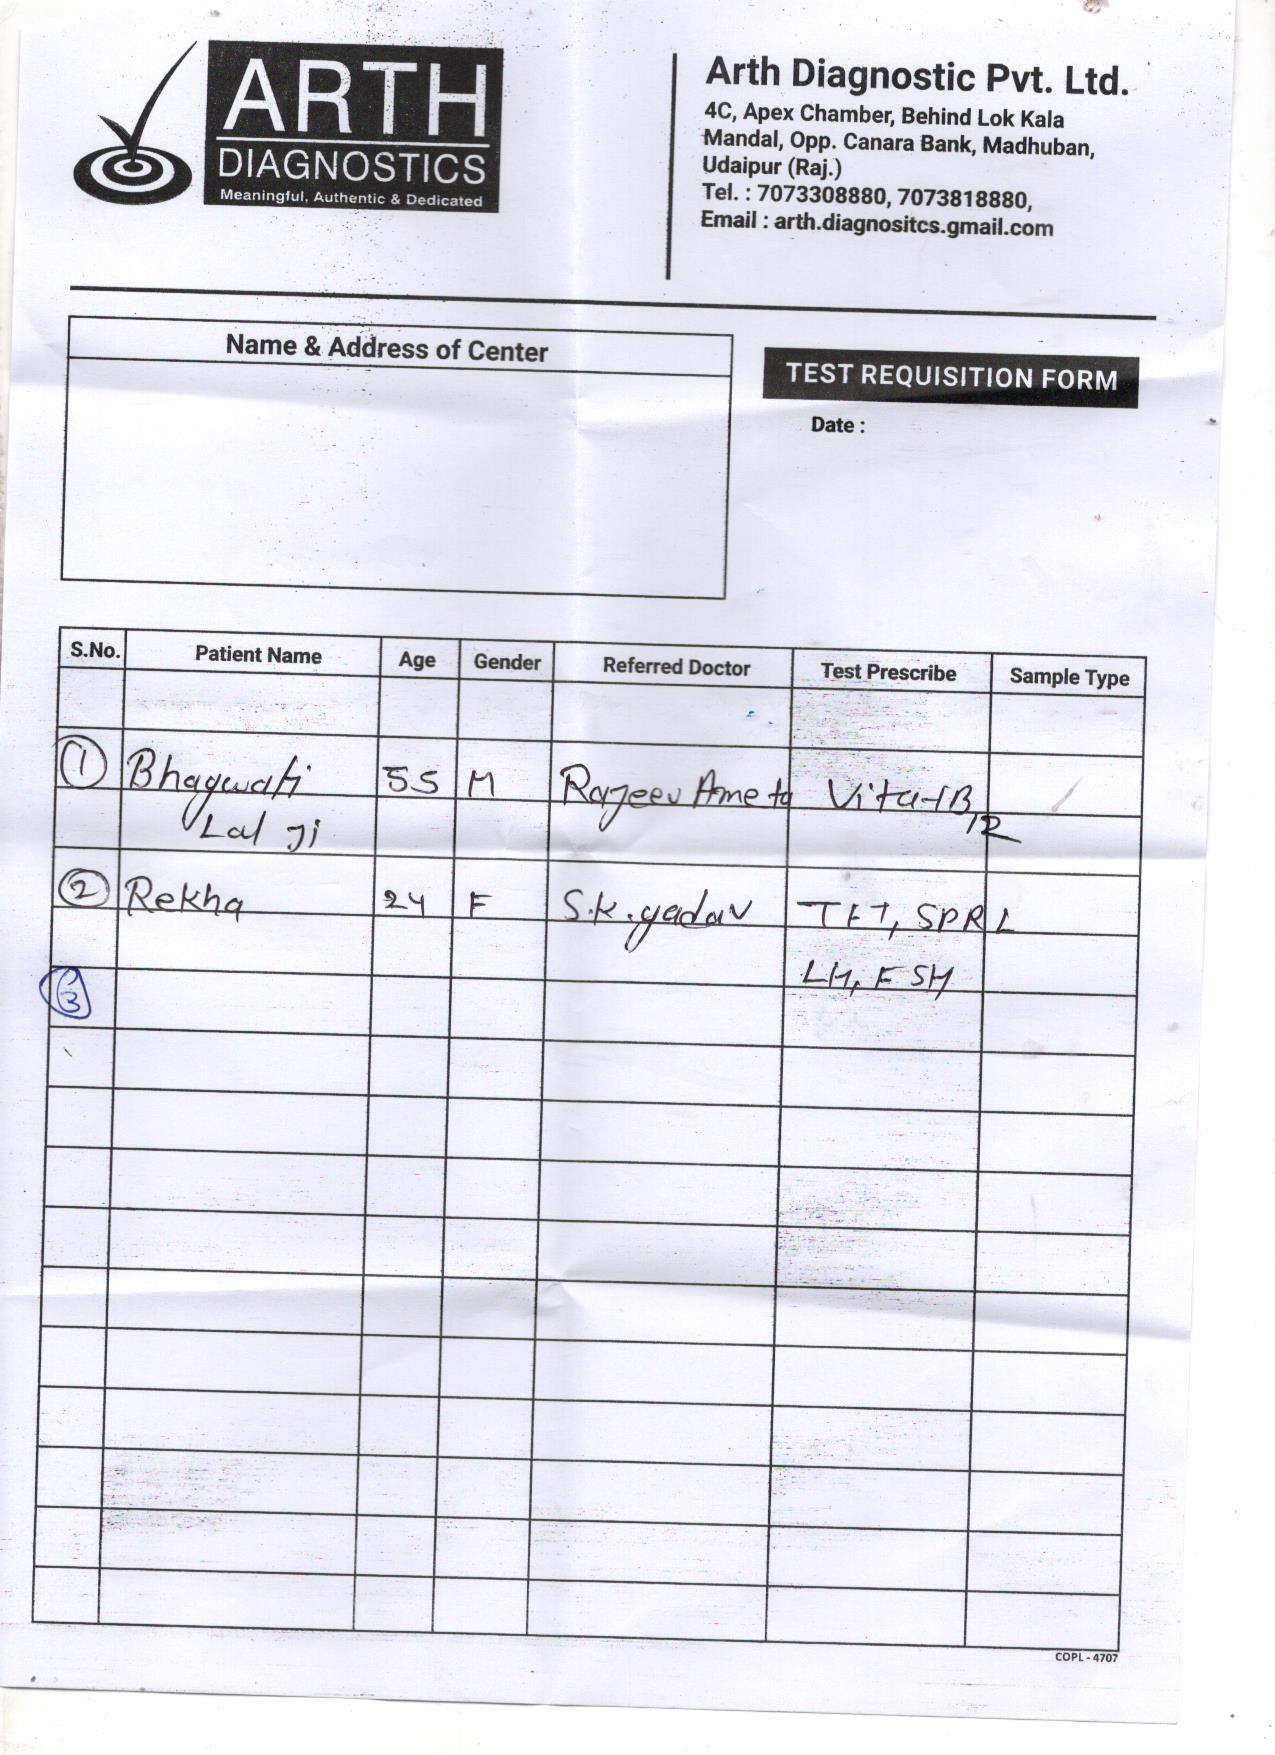 ARTH
DIAGNOSTICS
Meaningful, Authentic & Dedicated
Arth Diagnostic Pvt. Ltd.
4C, Apex Chamber, Behind Lok Kala
Mandal, Opp. Canara Bank, Madhuban,
Udaipur (Raj.)
Tel. : 7073308880, 7073818880,
Email : arth.diagnositcs.gmail.com
Name & Address of Center
TEST REQUISITION FORM
Date :
S.No. Patient Name Age Gender Referred Doctor Test Prescribe Sample Type
1 Bhagwati 55 M Rajeev Ameta Vita-B12
Lal Ji
2 Rekha 24 F S.K. yadav TFT, SPRL
LH, FSH
3
COPL - 4707